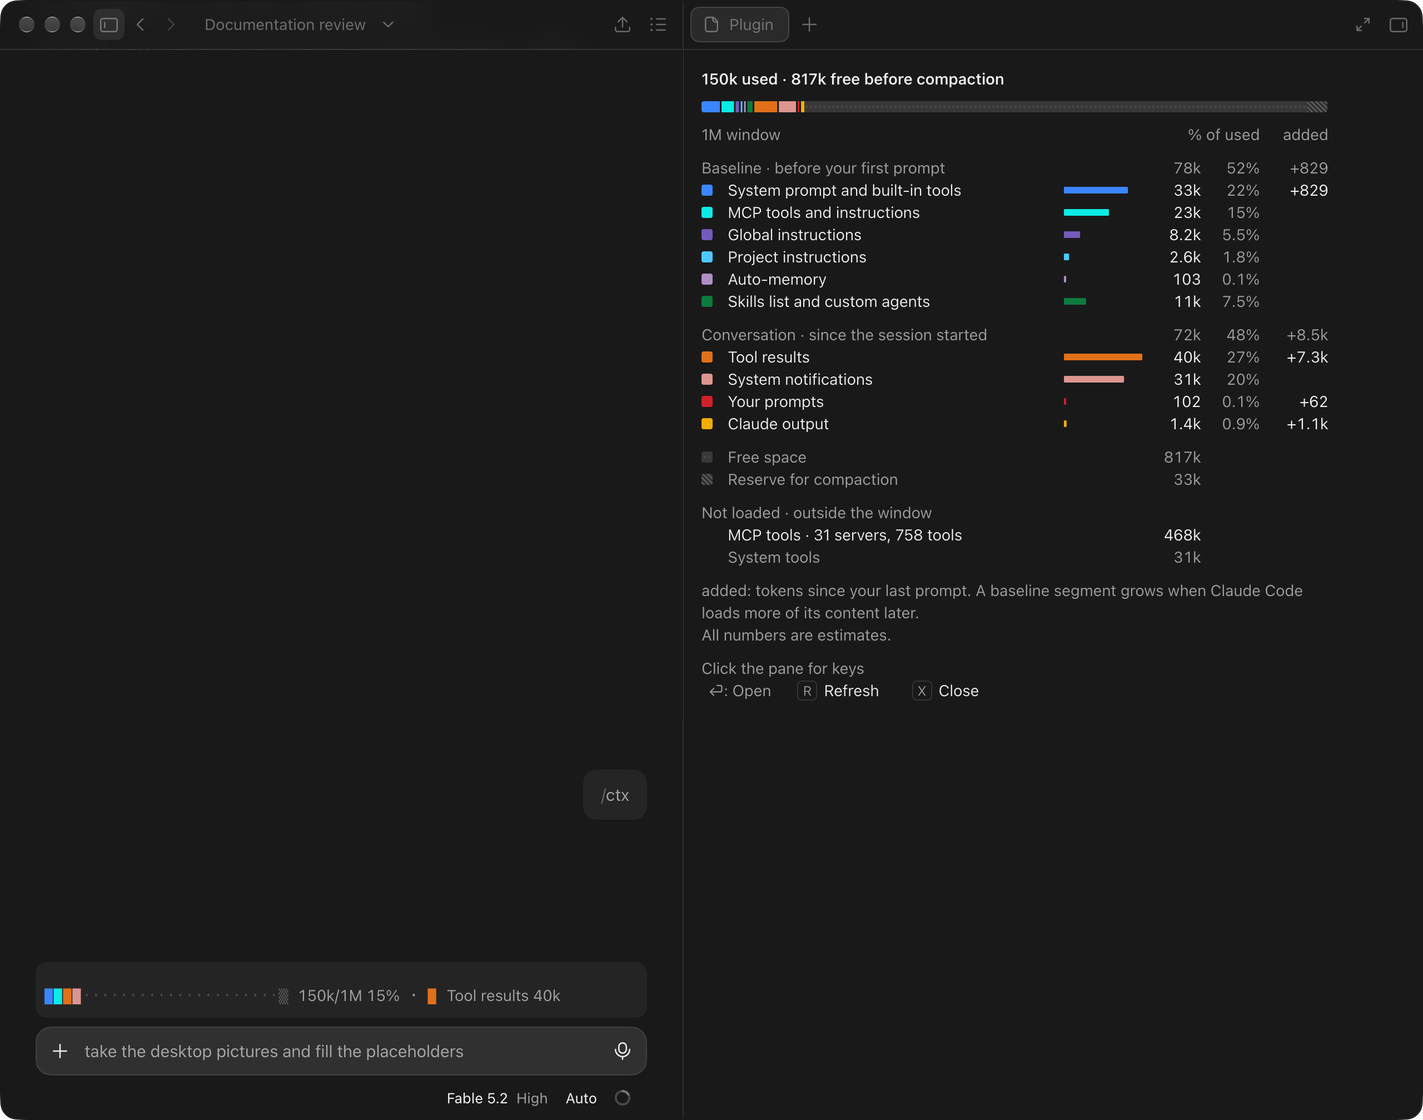 Documentation review
Plugin
150k used · 817k free before compaction
1M window % of used added
Baseline · before your first prompt 78k 52% +829
System prompt and built-in tools 33k 22% +829
MCP tools and instructions 23k 15%
Global instructions 8.2k 5.5%
Project instructions 2.6k 1.8%
Auto-memory 103 0.1%
Skills list and custom agents 11k 7.5%
Conversation · since the session started 72k 48% +8.5k
Tool results 40k 27% +7.3k
System notifications 31k 20%
Your prompts 102 0.1% +62
Claude output 1.4k 0.9% +1.1k
Free space 817k
Reserve for compaction 33k
Not loaded · outside the window
MCP tools · 31 servers, 758 tools 468k
System tools 31k
added: tokens since your last prompt. A baseline segment grows when Claude Code
loads more of its content later.
All numbers are estimates.
Click the pane for keys
⏎: Open R Refresh X Close
/ctx
150k/1M 15% · Tool results 40k
take the desktop pictures and fill the placeholders
Fable 5.2 High Auto